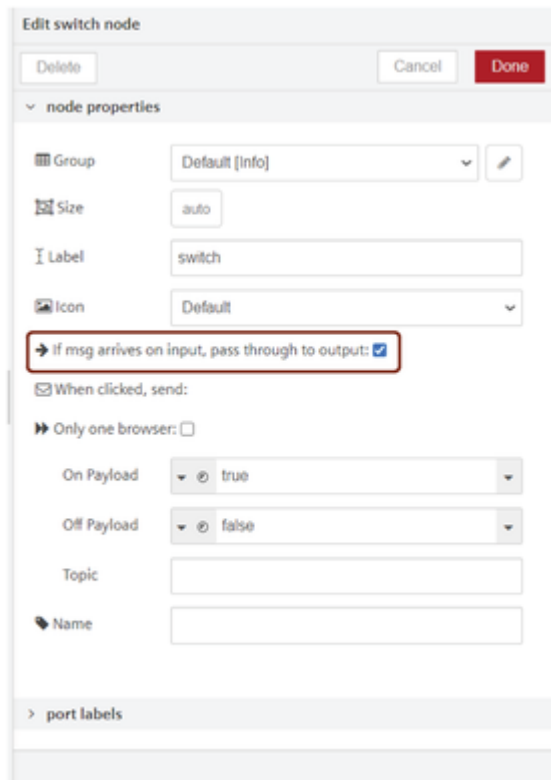 Edit switch node
Delete Cancel Done
node properties
Group Default [Info]
Size auto
Label switch
Icon Default
If msg arrives on input, pass through to output:
When clicked, send:
Only one browser:
On Payload true
Off Payload false
Topic
Name
port labels